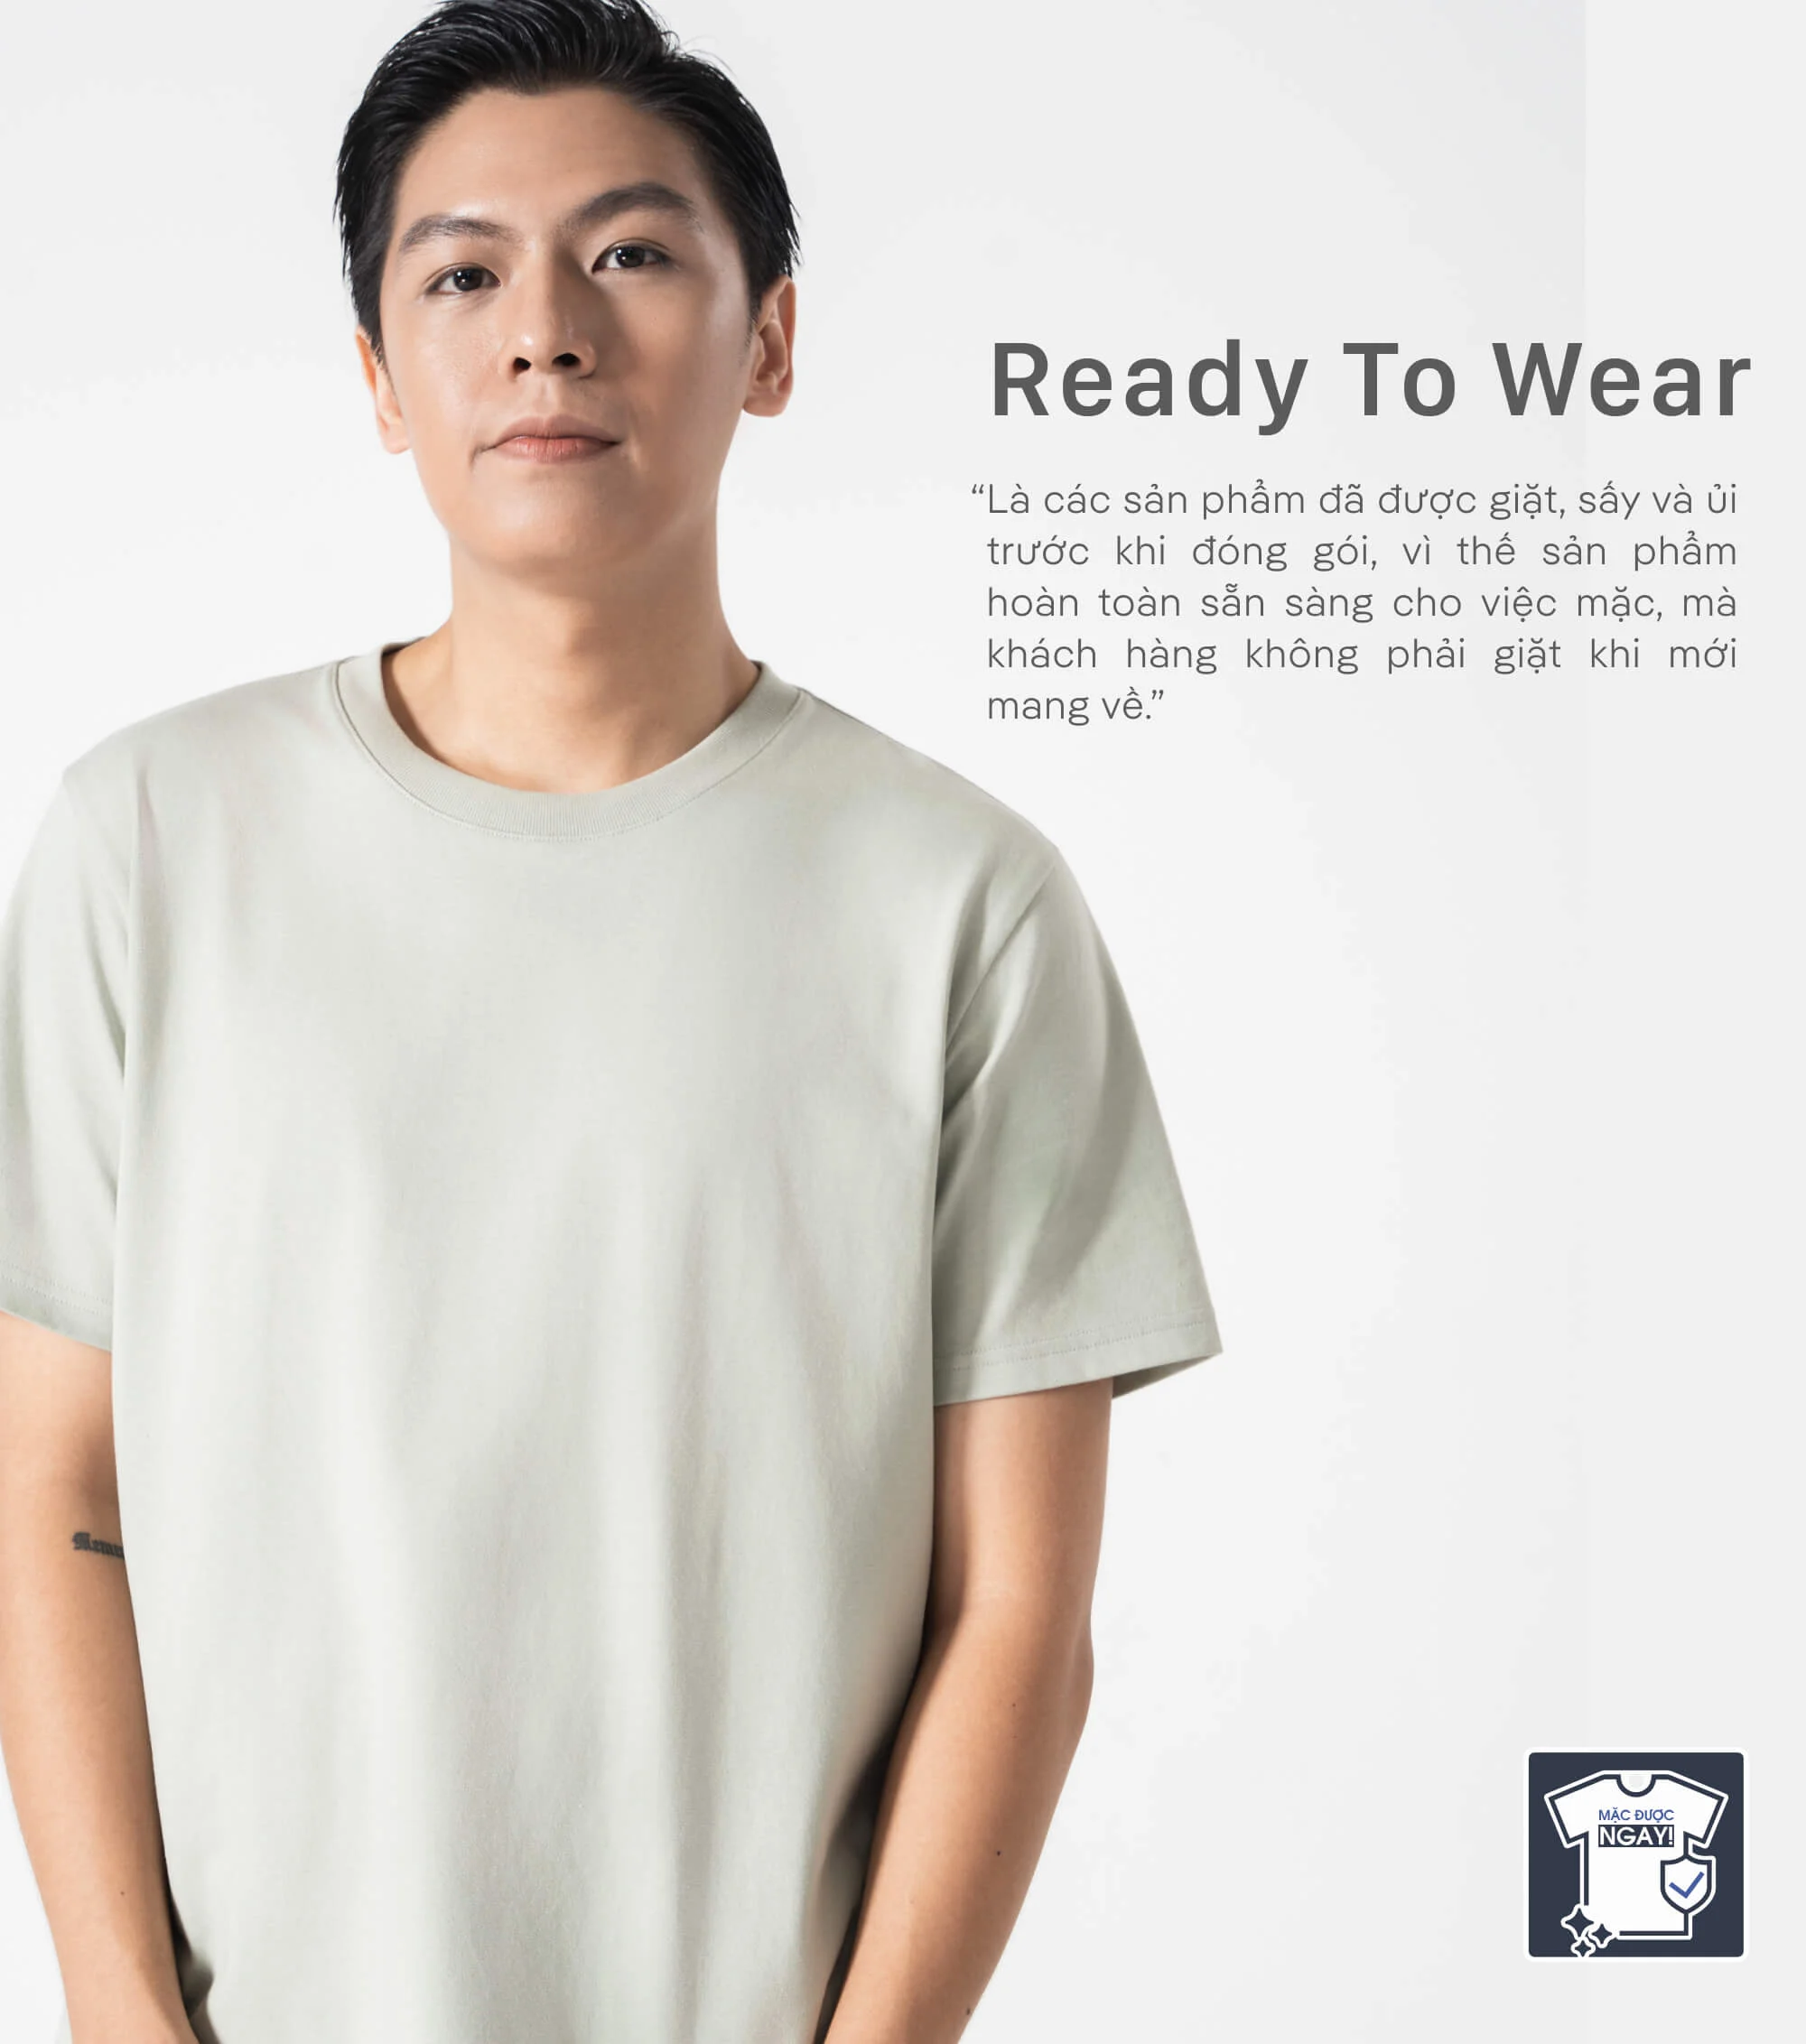 Ready To Wear
“Là các sản phẩm đã được giặt, sấy và ủi
trước khi đóng gói, vì thế sản phẩm
hoàn toàn sẵn sàng cho việc mặc, mà
khách hàng không phải giặt khi mới
mang về.”
MẶC ĐƯỢC
NGAY!